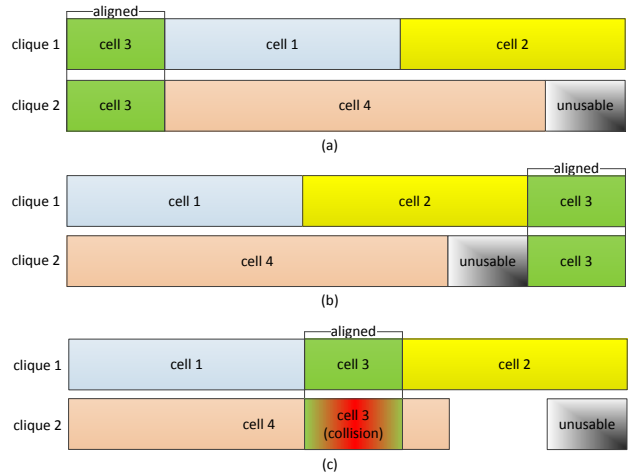 aligned
clique 1 cell 3 cell 1 cell 2
clique 2 cell 3 cell 4 unusable
(a)
aligned
clique 1 cell 1 cell 2 cell 3
clique 2 cell 4 unusable cell 3
(b)
aligned
clique 1 cell 1 cell 3 cell 2
clique 2 cell 4 cell 3 unusable
(collision)
(c)